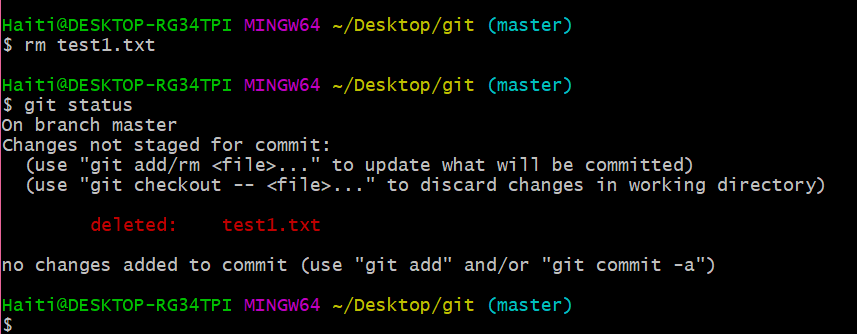 Haiti@DESKTOP-RG34TPI MINGW64 ~/Desktop/git (master)
$ rm test1.txt
Haiti@DESKTOP-RG34TPI MINGW64 ~/Desktop/git (master)
$ git status
On branch master
Changes not staged for commit:
  (use "git add/rm <file>..." to update what will be committed)
  (use "git checkout -- <file>..." to discard changes in working directory)
        deleted:    test1.txt
no changes added to commit (use "git add" and/or "git commit -a")
Haiti@DESKTOP-RG34TPI MINGW64 ~/Desktop/git (master)
$